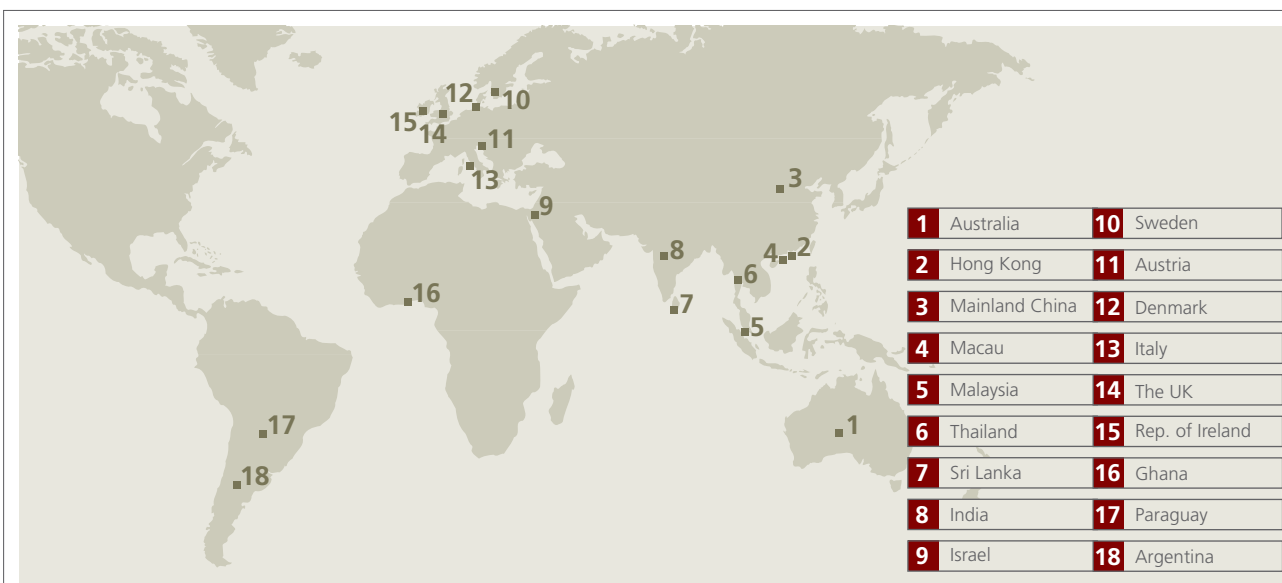 12
10
15
14
11
13
3
9
8
4
2
6
16
7
5
17
1
18
1 Australia
2 Hong Kong
3 Mainland China
4 Macau
5 Malaysia
6 Thailand
7 Sri Lanka
8 India
9 Israel
10 Sweden
11 Austria
12 Denmark
13 Italy
14 The UK
15 Rep. of Ireland
16 Ghana
17 Paraguay
18 Argentina